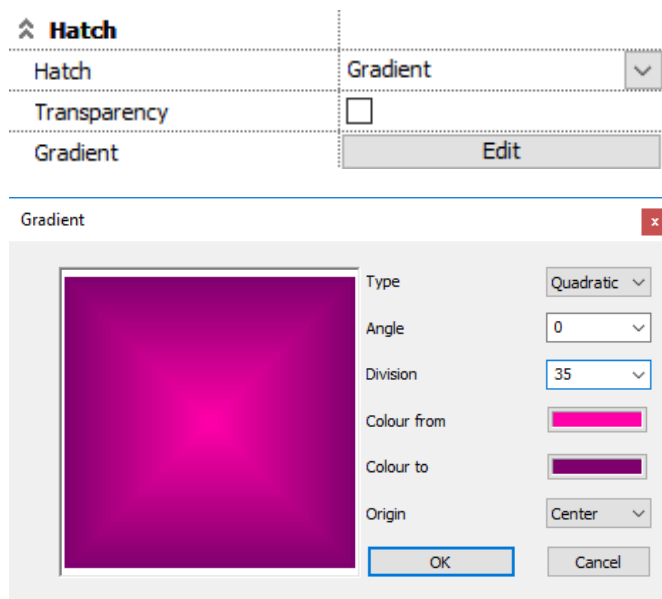 Hatch
Hatch Gradient
Transparency
Gradient Edit
Gradient x
Type Quadratic
Angle 0
Division 35
Colour from
Colour to
Origin Center
OK Cancel